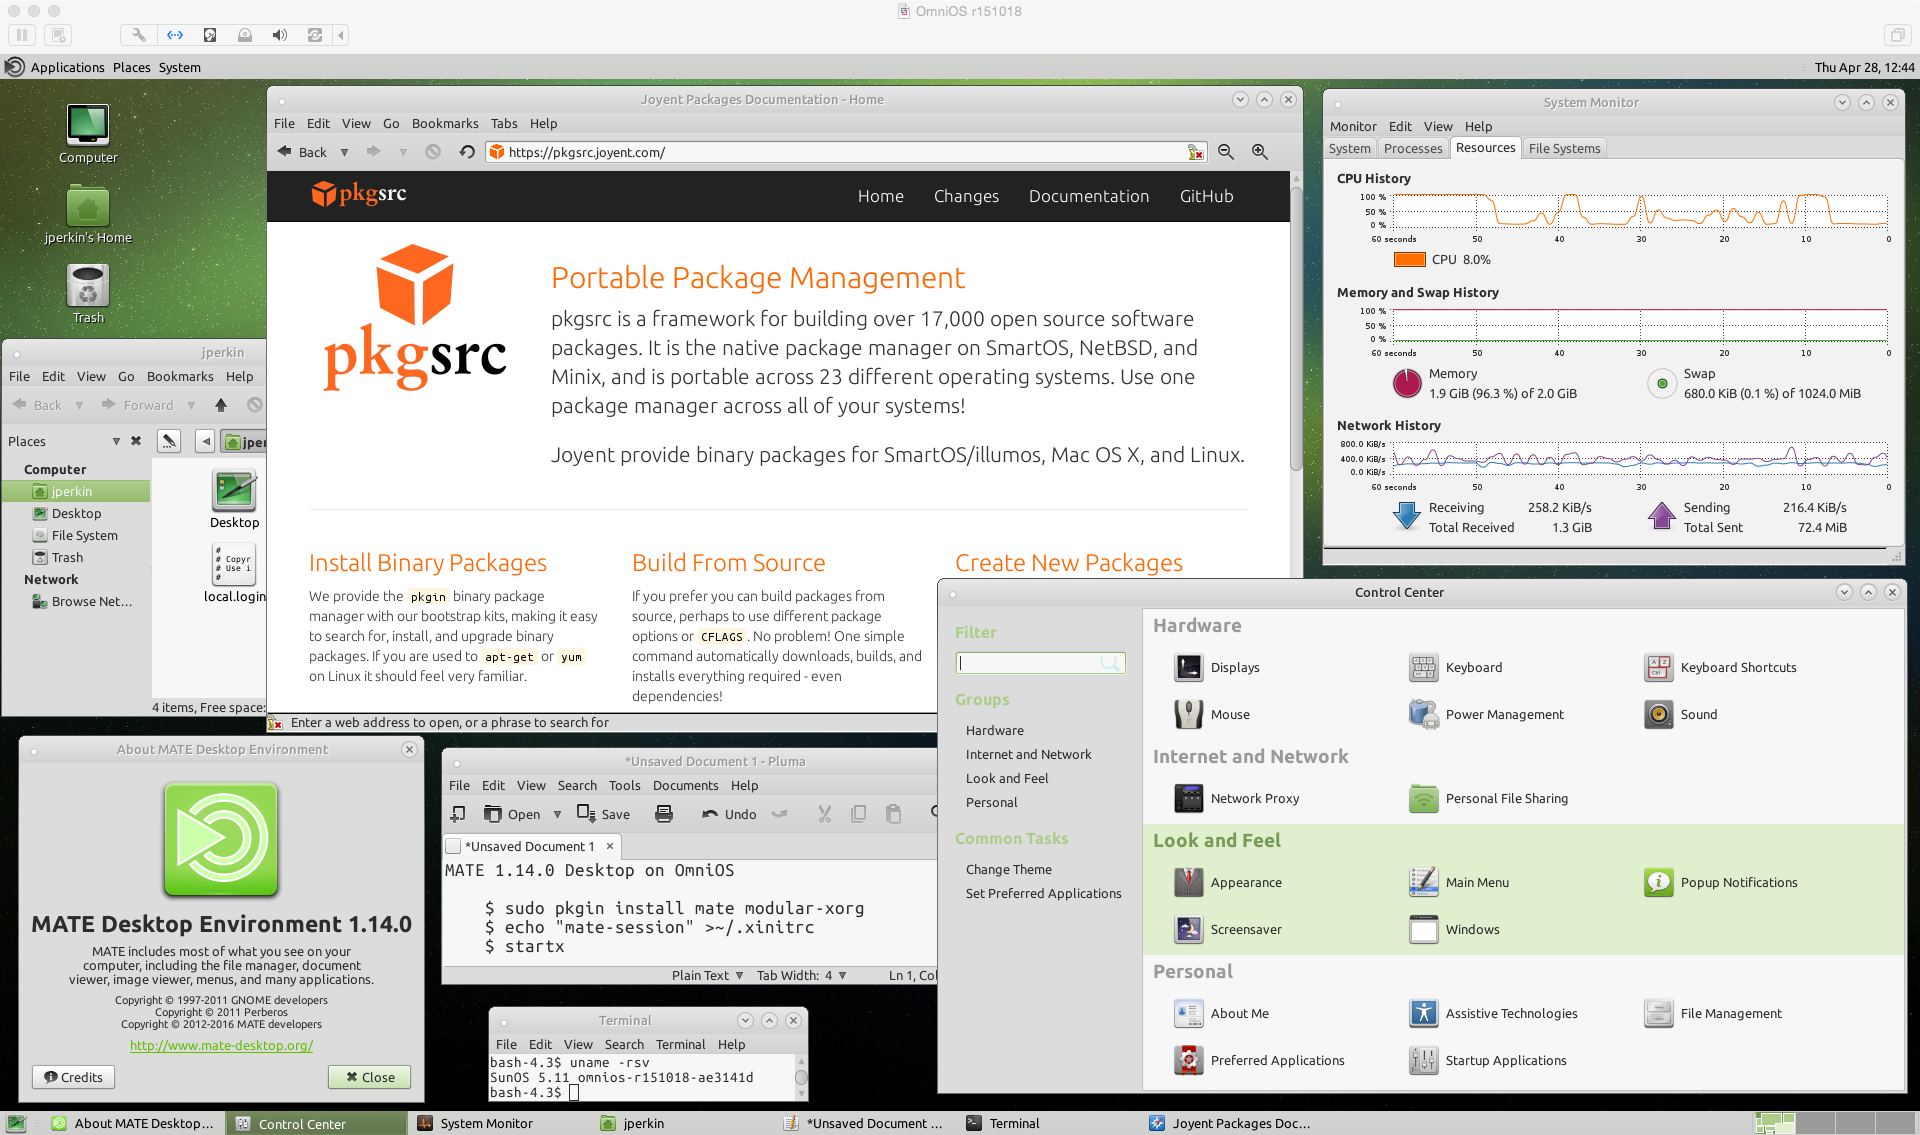 OmniOS r151018
Applications Places System
Thu Apr 28, 12:44
Computer
jperkin's Home
Trash
Joyent Packages Documentation - Home
File Edit View Go Bookmarks Tabs Help
Back
https://pkgsrc.joyent.com/
pkgsrc
Home Changes Documentation GitHub
pkgsrc
Portable Package Management
pkgsrc is a framework for building over 17,000 open source software
packages. It is the native package manager on SmartOS, NetBSD, and
Minix, and is portable across 23 different operating systems. Use one
package manager across all of your systems!
Joyent provide binary packages for SmartOS/illumos, Mac OS X, and Linux.
Install Binary Packages
We provide the pkgin binary package
manager with our bootstrap kits, making it easy
to search for, install, and upgrade binary
packages. If you are used to apt-get or yum
on Linux it should feel very familiar.
Build From Source
If you prefer you can build packages from
source, perhaps to use different package
options or CFLAGS. No problem! One simple
command automatically downloads, builds, and
installs everything required - even
dependencies!
Create New Packages
Enter a web address to open, or a phrase to search for
System Monitor
Monitor Edit View Help
System Processes Resources File Systems
CPU History
100 %
50 %
0 %
60 seconds 50 40 30 20 10 0
CPU 8.0%
Memory and Swap History
100 %
50 %
0 %
60 seconds 50 40 30 20 10 0
Memory
1.9 GiB (96.3 %) of 2.0 GiB
Swap
680.0 KiB (0.1 %) of 1024.0 MiB
Network History
800.0 KiB/s
400.0 KiB/s
0.0 KiB/s
60 seconds 50 40 30 20 10 0
Receiving 258.2 KiB/s
Total Received 1.3 GiB
Sending 216.4 KiB/s
Total Sent 72.4 MiB
jperkin
File Edit View Go Bookmarks Help
Back Forward
Places
jper
Computer
jperkin
Desktop
File System
Trash
Network
Browse Net...
Desktop
#
# Copyr
# Use i
#
local.login
4 items, Free space:
About MATE Desktop Environment
MATE Desktop Environment 1.14.0
MATE includes most of what you see on your
computer, including the file manager, document
viewer, image viewer, menus, and many applications.
Copyright © 1997-2011 GNOME developers
Copyright © 2011 Perberos
Copyright © 2012-2016 MATE developers
http://www.mate-desktop.org/
Credits
Close
*Unsaved Document 1 - Pluma
File Edit View Search Tools Documents Help
Open Save Undo
*Unsaved Document 1
MATE 1.14.0 Desktop on OmniOS
$ sudo pkgin install mate modular-xorg
$ echo "mate-session" >~/.xinitrc
$ startx
Plain Text Tab Width: 4 Ln 1, Col
Terminal
File Edit View Search Terminal Help
bash-4.3$ uname -rsv
SunOS 5.11 omnios-r151018-ae3141d
bash-4.3$
Control Center
Filter
Groups
Hardware
Internet and Network
Look and Feel
Personal
Common Tasks
Change Theme
Set Preferred Applications
Hardware
Displays Keyboard Keyboard Shortcuts
Mouse Power Management Sound
Internet and Network
Network Proxy Personal File Sharing
Look and Feel
Appearance Main Menu Popup Notifications
Screensaver Windows
Personal
About Me Assistive Technologies File Management
Preferred Applications Startup Applications
About MATE Desktop... Control Center System Monitor jperkin *Unsaved Document ... Terminal Joyent Packages Doc...